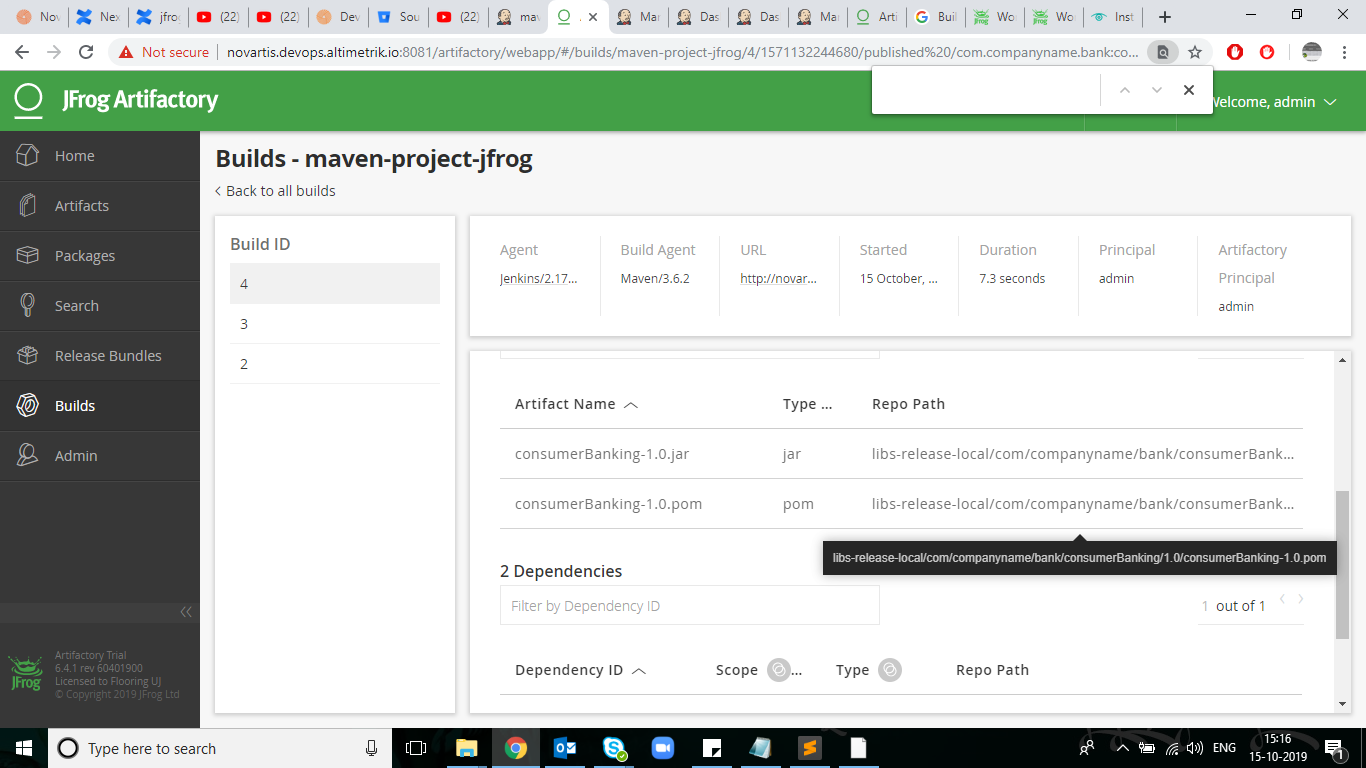 Nov
Nex
jfrog
(22)
(22)
Dev
Sou
(22)
mav
Mar
Das
Das
Mar
Arti
Buil
Wo
Wo
Inst
Not secure
novartis.devops.altimetrik.io:8081/artifactory/webapp/#/builds/maven-project-jfrog/4/1571132244680/published%20/com.companyname.bank:co...
JFrog Artifactory
Welcome, admin
Home
Artifacts
Packages
Search
Release Bundles
Builds
Admin
Builds - maven-project-jfrog
< Back to all builds
Build ID
4
3
2
Agent
Jenkins/2.17...
Build Agent
Maven/3.6.2
URL
http://novar...
Started
15 October, ...
Duration
7.3 seconds
Principal
admin
Artifactory
Principal
admin
Artifact Name Type ... Repo Path
consumerBanking-1.0.jar jar libs-release-local/com/companyname/bank/consumerBank...
consumerBanking-1.0.pom pom libs-release-local/com/companyname/bank/consumerBank...
libs-release-local/com/companyname/bank/consumerBanking/1.0/consumerBanking-1.0.pom
2 Dependencies
Filter by Dependency ID
1 out of 1
Dependency ID Scope ... Type Repo Path
JFrog
Artifactory Trial
6.4.1 rev 60401900
Licensed to Flooring UJ
© Copyright 2019 JFrog Ltd
Type here to search
ENG
15:16
15-10-2019
1